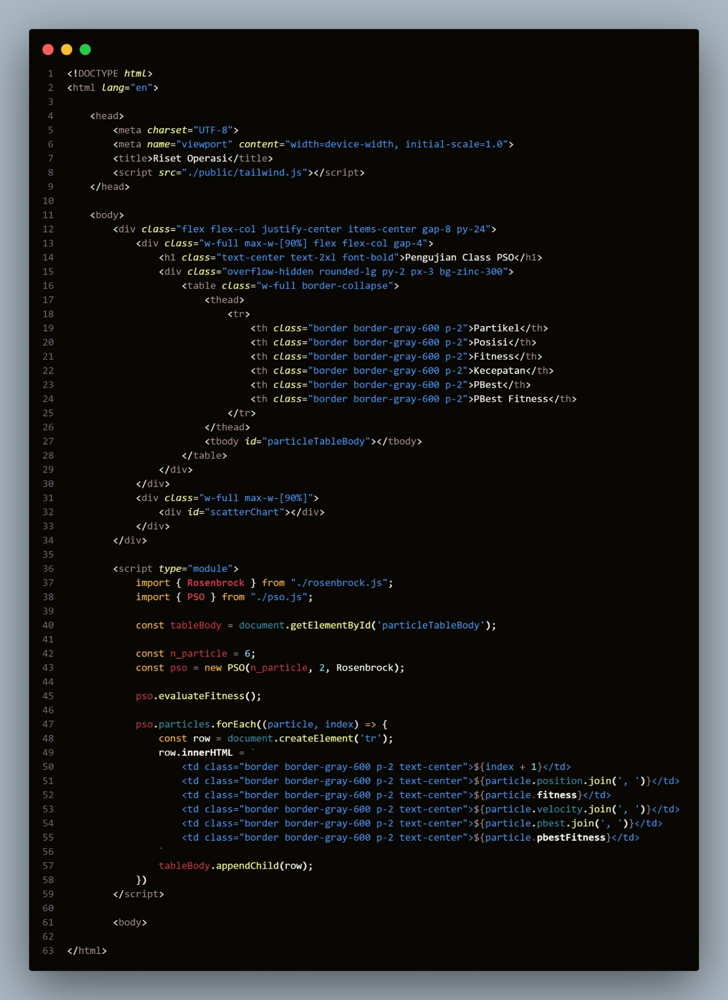 1 <!DOCTYPE html>
2 <html lang="en">
3
4     <head>
5         <meta charset="UTF-8">
6         <meta name="viewport" content="width=device-width, initial-scale=1.0">
7         <title>Riset Operasi</title>
8         <script src="./public/tailwind.js"></script>
9     </head>
10
11     <body>
12         <div class="flex flex-col justify-center items-center gap-8 py-24">
13             <div class="w-full max-w-[90%] flex flex-col gap-4">
14                 <h1 class="text-center text-2xl font-bold">Pengujian Class PSO</h1>
15                 <div class="overflow-hidden rounded-lg py-2 px-3 bg-zinc-300">
16                     <table class="w-full border-collapse">
17                         <thead>
18                             <tr>
19                                 <th class="border border-gray-600 p-2">Partikel</th>
20                                 <th class="border border-gray-600 p-2">Posisi</th>
21                                 <th class="border border-gray-600 p-2">Fitness</th>
22                                 <th class="border border-gray-600 p-2">Kecepatan</th>
23                                 <th class="border border-gray-600 p-2">PBest</th>
24                                 <th class="border border-gray-600 p-2">PBest Fitness</th>
25                             </tr>
26                         </thead>
27                         <tbody id="particleTableBody"></tbody>
28                     </table>
29                 </div>
30             </div>
31             <div class="w-full max-w-[90%]">
32                 <div id="scatterChart"></div>
33             </div>
34         </div>
35
36         <script type="module">
37             import { Rosenbrock } from "./rosenbrock.js";
38             import { PSO } from "./pso.js";
39
40             const tableBody = document.getElementById('particleTableBody');
41
42             const n_particle = 6;
43             const pso = new PSO(n_particle, 2, Rosenbrock);
44
45             pso.evaluateFitness();
46
47             pso.particles.forEach((particle, index) => {
48                 const row = document.createElement('tr');
49                 row.innerHTML = `
50                     <td class="border border-gray-600 p-2 text-center">${index + 1}</td>
51                     <td class="border border-gray-600 p-2 text-center">${particle.position.join(', ')}</td>
52                     <td class="border border-gray-600 p-2 text-center">${particle.fitness}</td>
53                     <td class="border border-gray-600 p-2 text-center">${particle.velocity.join(', ')}</td>
54                     <td class="border border-gray-600 p-2 text-center">${particle.pbest.join(', ')}</td>
55                     <td class="border border-gray-600 p-2 text-center">${particle.pbestFitness}</td>
56                 `
57                 tableBody.appendChild(row);
58             })
59         </script>
60
61         <body>
62
63 </html>